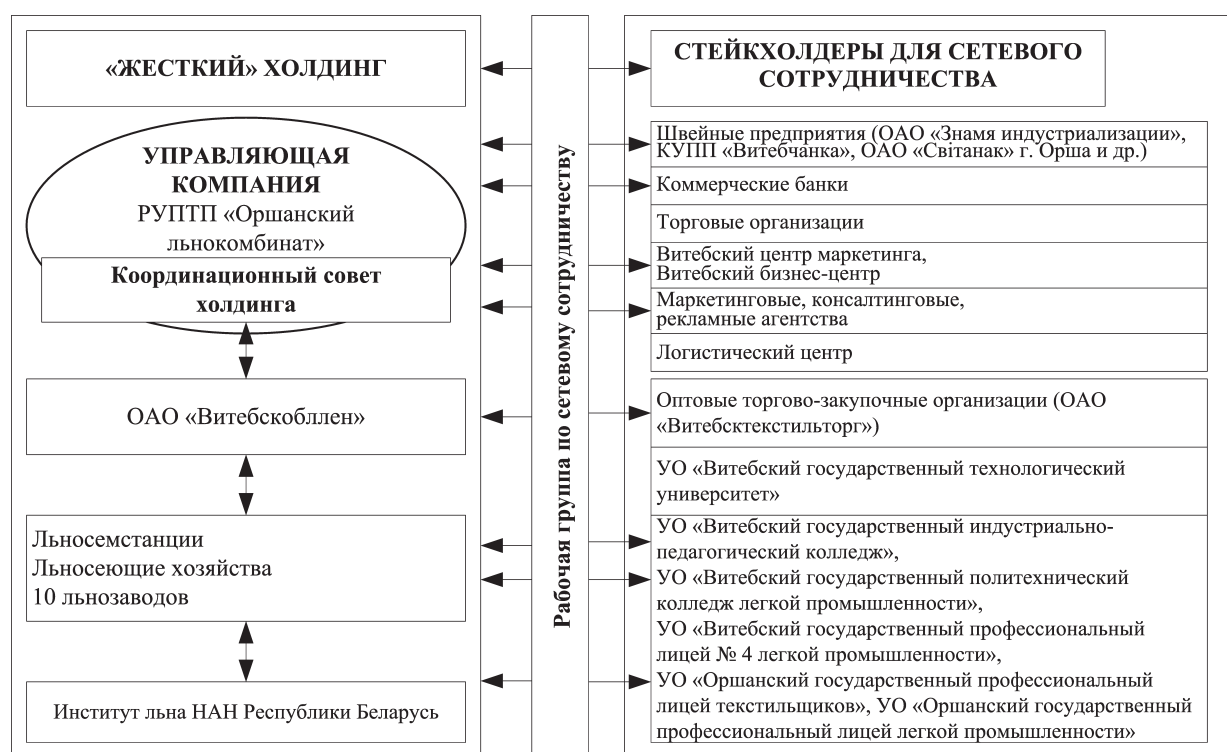 «ЖЕСТКИЙ» ХОЛДИНГ
УПРАВЛЯЮЩАЯ
КОМПАНИЯ
РУПТП «Оршанский
льнокомбинат»
Координационный совет
холдинга
ОАО «Витебскобллен»
Льносемстанции
Льносеющие хозяйства
10 льнозаводов
Институт льна НАН Республики Беларусь
Рабочая группа по сетевому сотрудничеству
СТЕЙКХОЛДЕРЫ ДЛЯ СЕТЕВОГО
СОТРУДНИЧЕСТВА
Швейные предприятия (ОАО «Знамя индустриализации»,
КУПП «Витебчанка», ОАО «Світанак» г. Орша и др.)
Коммерческие банки
Торговые организации
Витебский центр маркетинга,
Витебский бизнес-центр
Маркетинговые, консалтинговые,
рекламные агентства
Логистический центр
Оптовые торгово-закупочные организации (ОАО
«Витебсктекстильторг»)
УО «Витебский государственный технологический
университет»
УО «Витебский государственный индустриально-
педагогический колледж»,
УО «Витебский государственный политехнический
колледж легкой промышленности»,
УО «Витебский государственный профессиональный
лицей № 4 легкой промышленности»,
УО «Оршанский государственный профессиональный
лицей текстильщиков», УО «Оршанский государственный
профессиональный лицей легкой промышленности»